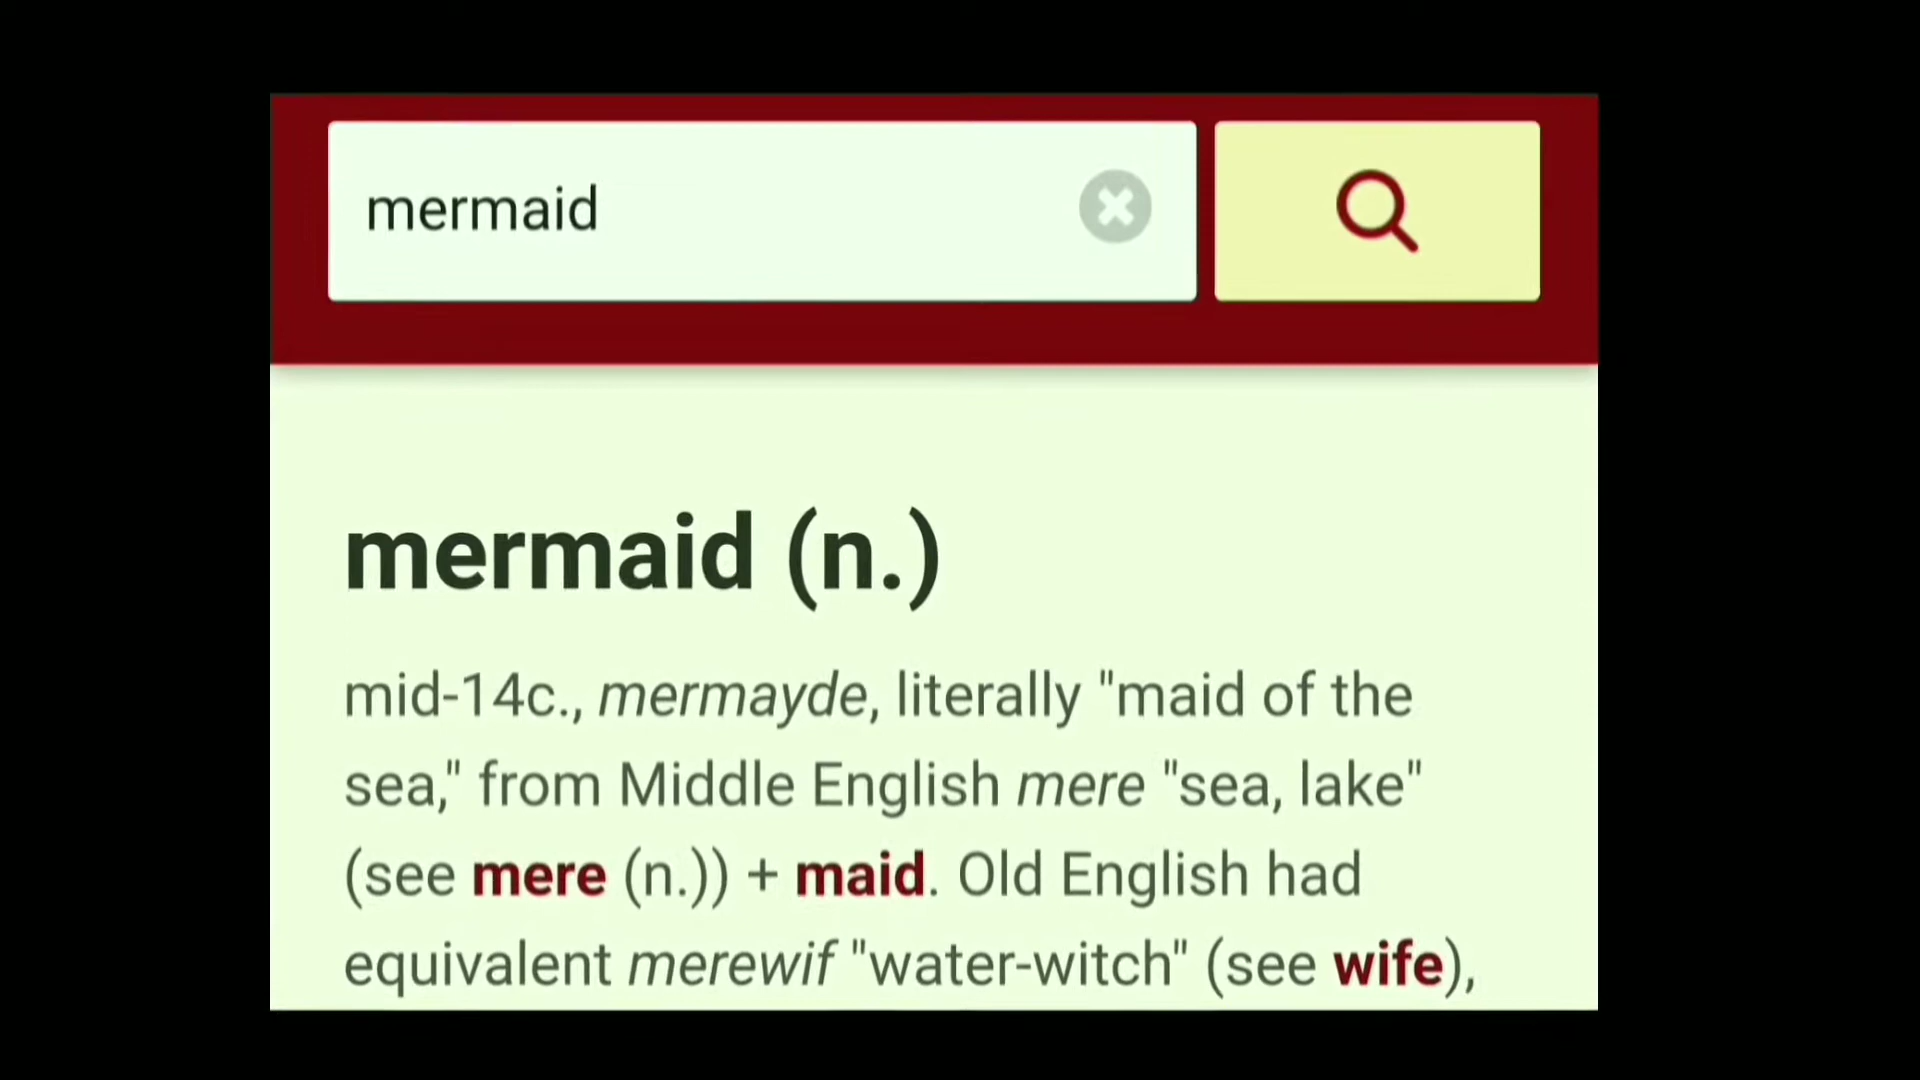 mermaid
mermaid (n.)
mid-14c., mermayde, literally "maid of the
sea," from Middle English mere "sea, lake"
(see mere (n.)) + maid. Old English had
equivalent merewif "water-witch" (see wife),